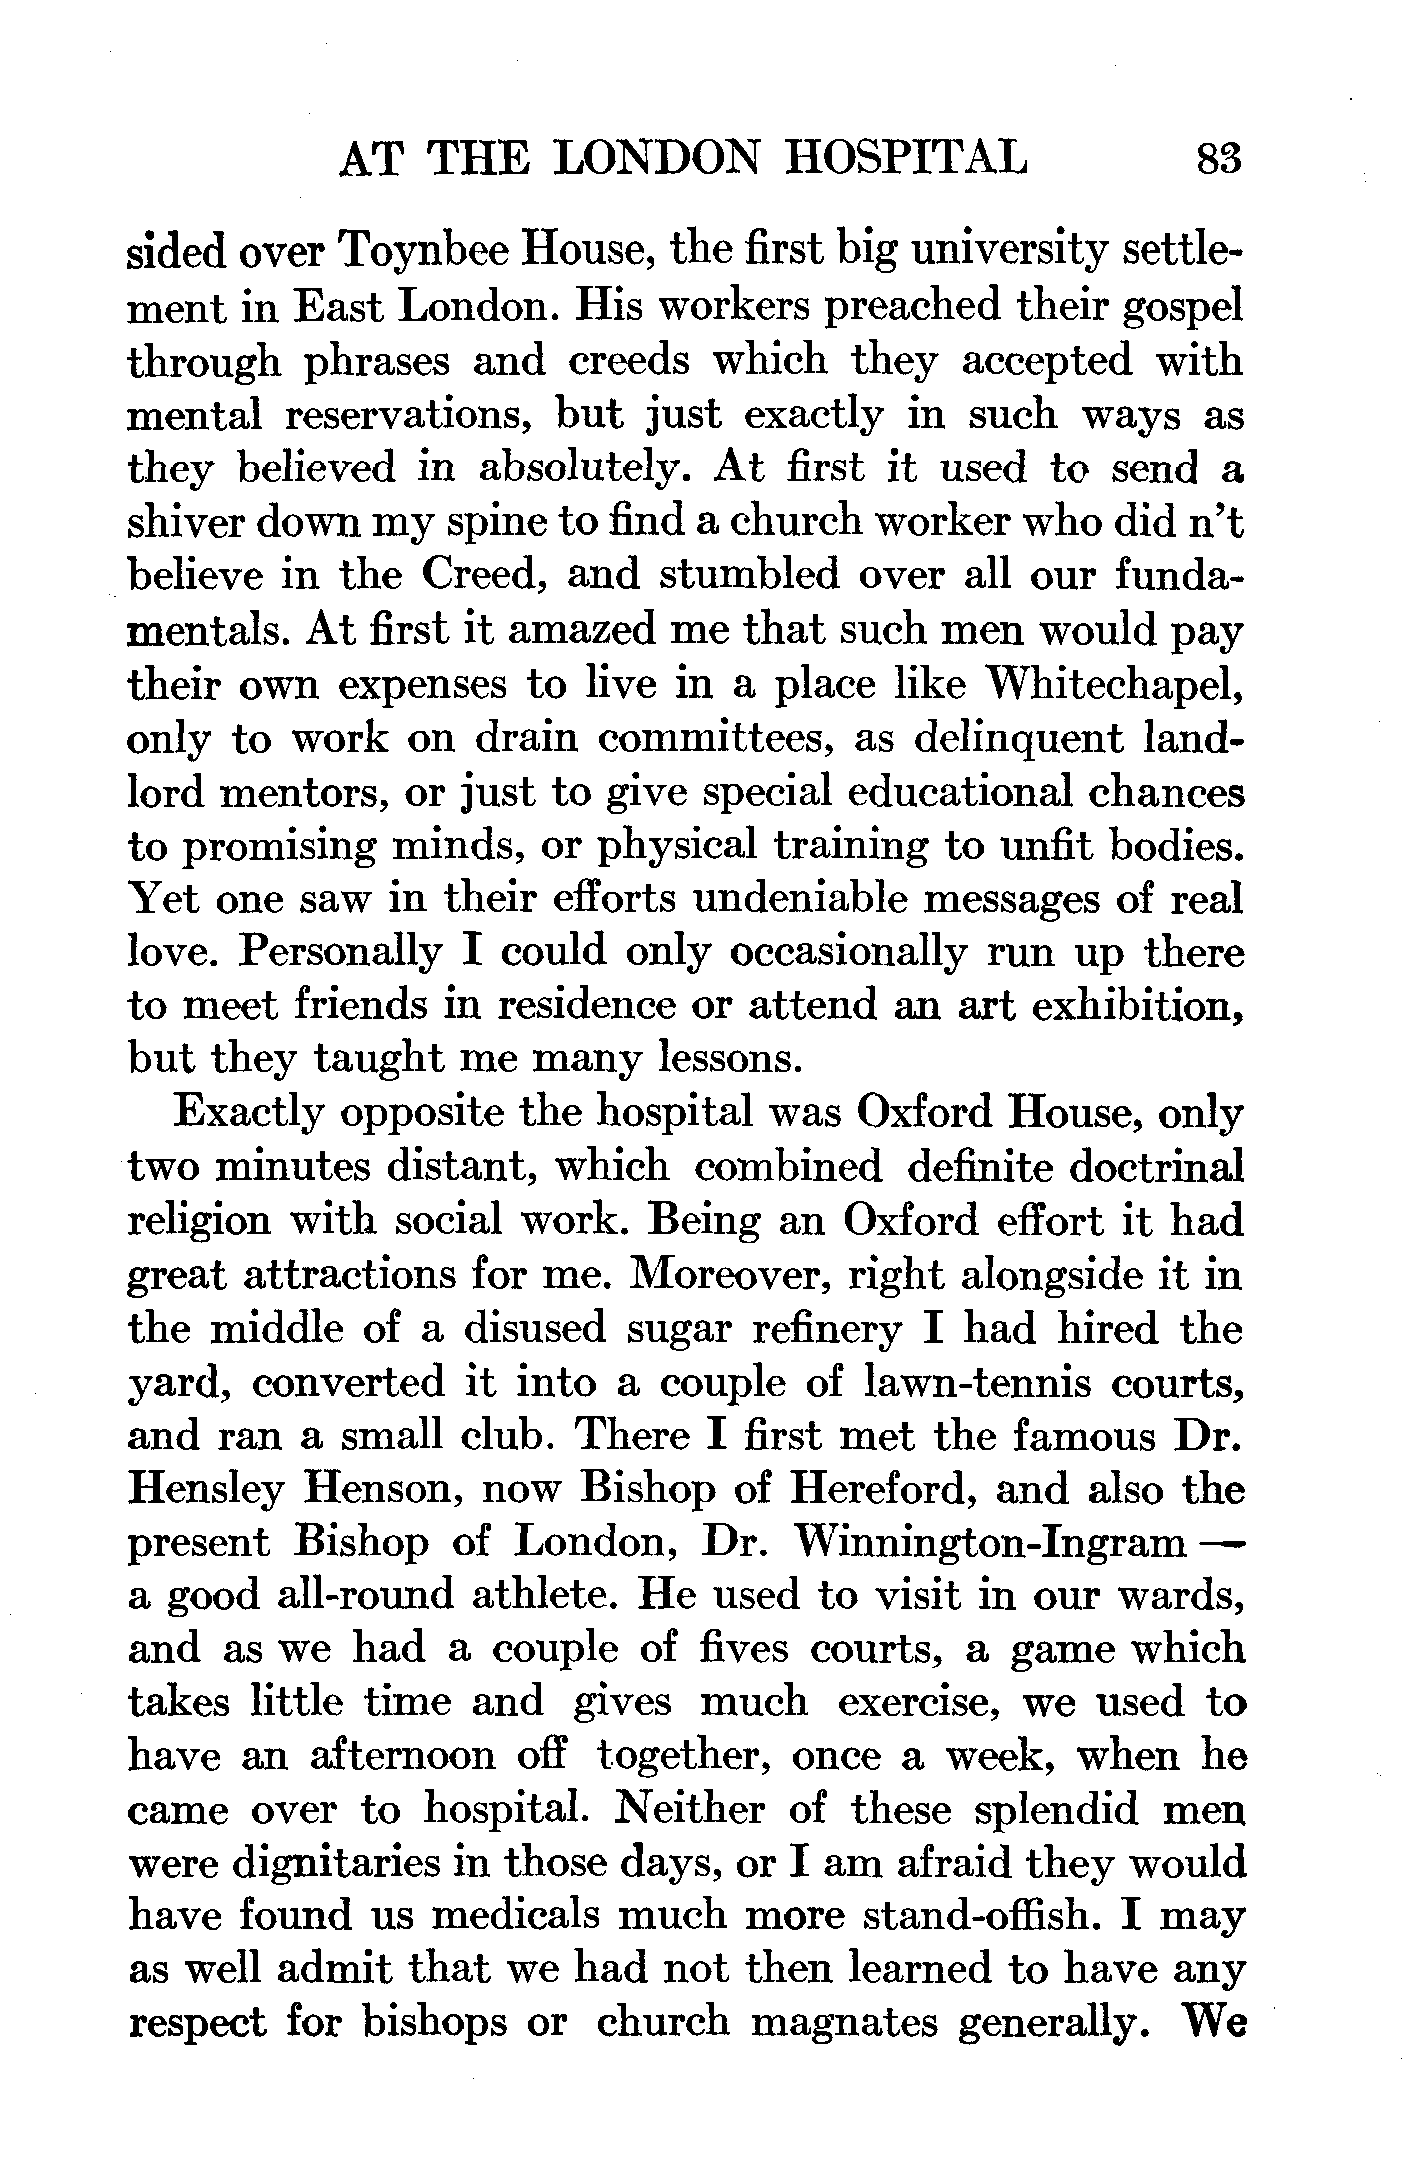 AT THE LONDON HOSPITAL 83
sided over Toynbee House, the first big university settle-
ment in East London. His workers preached their gospel
through phrases and creeds which they accepted with
mental reservations, but just exactly in such ways as
they believed in absolutely. At first it used to send a
shiver down my spine to find a church worker who did n't
believe in the Creed, and stumbled over all our funda-
mentals. At first it amazed me that such men would pay
their own expenses to live in a place like Whitechapel,
only to work on drain committees, as delinquent land-
lord mentors, or just to give special educational chances
to promising minds, or physical training to unfit bodies.
Yet one saw in their efforts undeniable messages of real
love. Personally I could only occasionally run up there
to meet friends in residence or attend an art exhibition,
but they taught me many lessons.
Exactly opposite the hospital was Oxford House, only
two minutes distant, which combined definite doctrinal
religion with social work. Being an Oxford effort it had
great attractions for me. Moreover, right alongside it in
the middle of a disused sugar refinery I had hired the
yard, converted it into a couple of lawn-tennis courts,
and ran a small club. There I first met the famous Dr.
Hensley Henson, now Bishop of Hereford, and also the
present Bishop of London, Dr. Winnington-Ingram —
a good all-round athlete. He used to visit in our wards,
and as we had a couple of fives courts, a game which
takes little time and gives much exercise, we used to
have an afternoon off together, once a week, when he
came over to hospital. Neither of these splendid men
were dignitaries in those days, or I am afraid they would
have found us medicals much more stand-offish. I may
as well admit that we had not then learned to have any
respect for bishops or church magnates generally. We